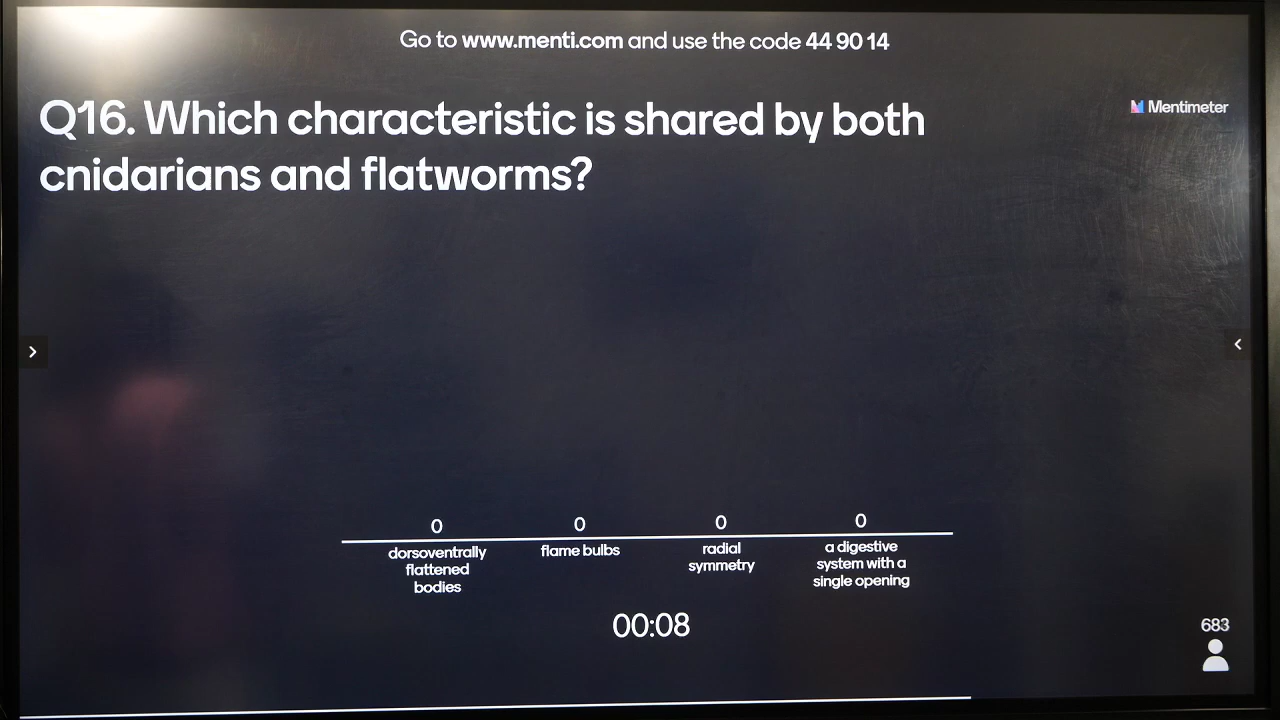 Go to www.menti.com and use the code 44 90 14
Mentimeter
Q16. Which characteristic is shared by both
cnidarians and flatworms?
0
dorsoventrally
flattened
bodies
0
flame bulbs
0
radial
symmetry
0
a digestive
system with a
single opening
00:08
683